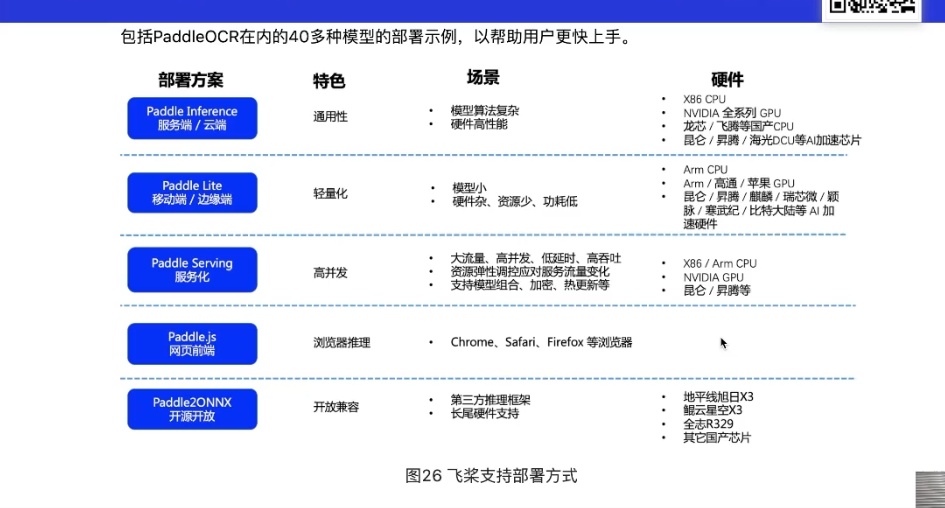 包括PaddleOCR在内的40多种模型的部署示例，以帮助用户更快上手。
部署方案 特色 场景 硬件
Paddle Inference
服务端 / 云端
通用性
• 模型算法复杂
• 硬件高性能
• X86 CPU
• NVIDIA 全系列 GPU
• 龙芯 / 飞腾等国产CPU
• 昆仑 / 昇腾 / 海光DCU等AI加速芯片
Paddle Lite
移动端 / 边缘端
轻量化
• 模型小
• 硬件杂、资源少、功耗低
• Arm CPU
• Arm / 高通 / 苹果 GPU
• 昆仑 / 昇腾 / 麒麟 / 瑞芯微 / 颖
脉 / 寒武纪 / 比特大陆等 AI 加
速硬件
Paddle Serving
服务化
高并发
• 大流量、高并发、低延时、高吞吐
• 资源弹性调控应对服务流量变化
• 支持模型组合、加密、热更新等
• X86 / Arm CPU
• NVIDIA GPU
• 昆仑 / 昇腾等
Paddle.js
网页前端
浏览器推理
• Chrome、Safari、Firefox 等浏览器
Paddle2ONNX
开源开放
开放兼容
• 第三方推理框架
• 长尾硬件支持
• 地平线旭日X3
• 鲲云星空X3
• 全志R329
• 其它国产芯片
图26 飞桨支持部署方式